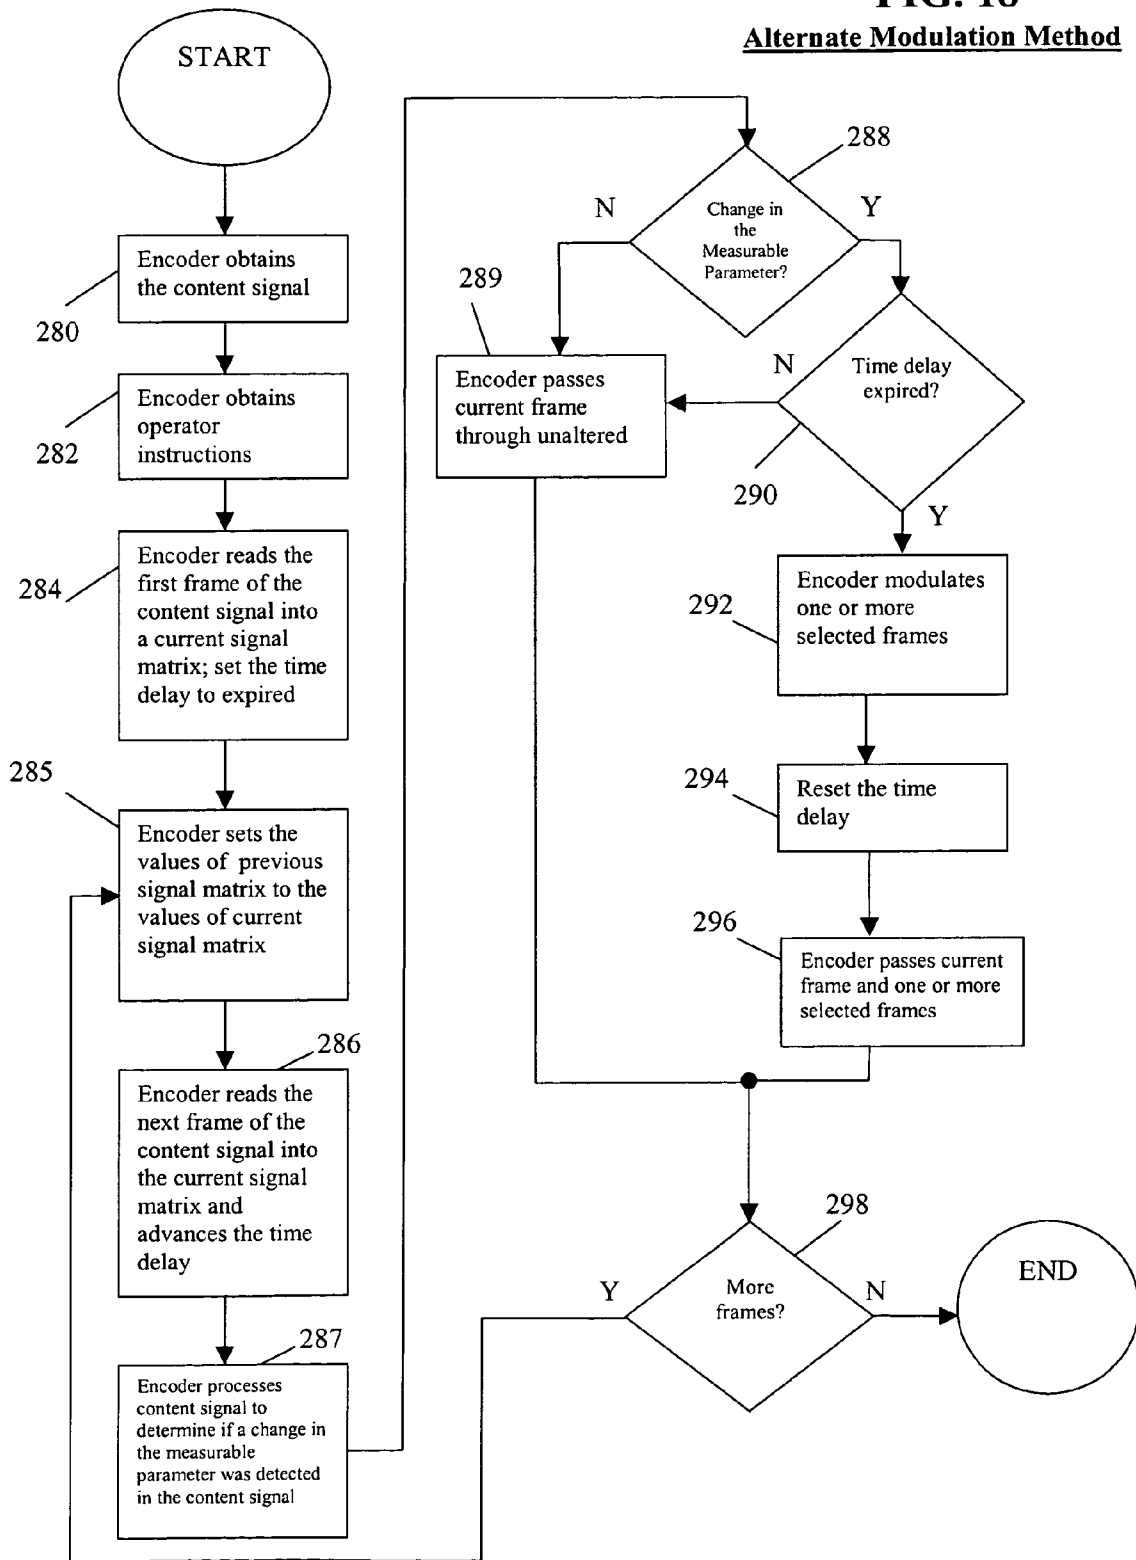 Alternate Modulation Method
START
Encoder obtains
the content signal
280
Encoder obtains
operator
instructions
282
Encoder reads the
first frame of the
content signal into
a current signal
matrix; set the time
delay to expired
284
285
Encoder sets the
values of previous
signal matrix to the
values of current
signal matrix
286
Encoder reads the
next frame of the
content signal into
the current signal
matrix and
advances the time
delay
287
Encoder processes
content signal to
determine if a change in
the measurable
parameter was detected
in the content signal
288
N
Change in
the
Measurable
Parameter?
Y
289
Encoder passes
current frame
through unaltered
N
Time delay
expired?
290
Y
292
Encoder modulates
one or more
selected frames
294
Reset the time
delay
296
Encoder passes current
frame and one or more
selected frames
298
Y
More
frames?
N
END